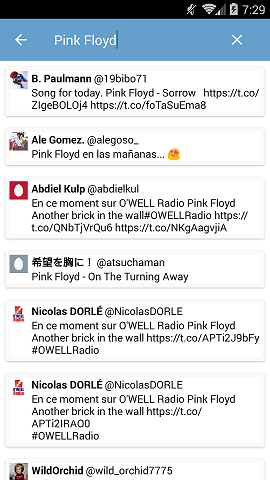 7:29
Pink Floyd
B. Paulmann @19bibo71
Song for today. Pink Floyd - Sorrow https://t.co/
ZIgeBOLOj4 https://t.co/foTaSuEma8
Ale Gomez. @alegoso_
Pink Floyd en las mañanas... 😍
Abdiel Kulp @abdielkul
En ce moment sur O'WELL Radio Pink Floyd
Another brick in the wall#OWELLRadio https://
t.co/QNbTjVrQu6 https://t.co/NKgAagvjiA
希望を胸に！ @atsuchaman
Pink Floyd - On The Turning Away
Nicolas DORLÉ @NicolasDORLE
En ce moment sur O'WELL Radio Pink Floyd
Another brick in the wall https://t.co/APTi2J9bFy
#OWELLRadio
Nicolas DORLÉ @NicolasDORLE
En ce moment sur O'WELL Radio Pink Floyd
Another brick in the wall https://t.co/
APTi2IRAO0
#OWELLRadio
WildOrchid @wild_orchid7775